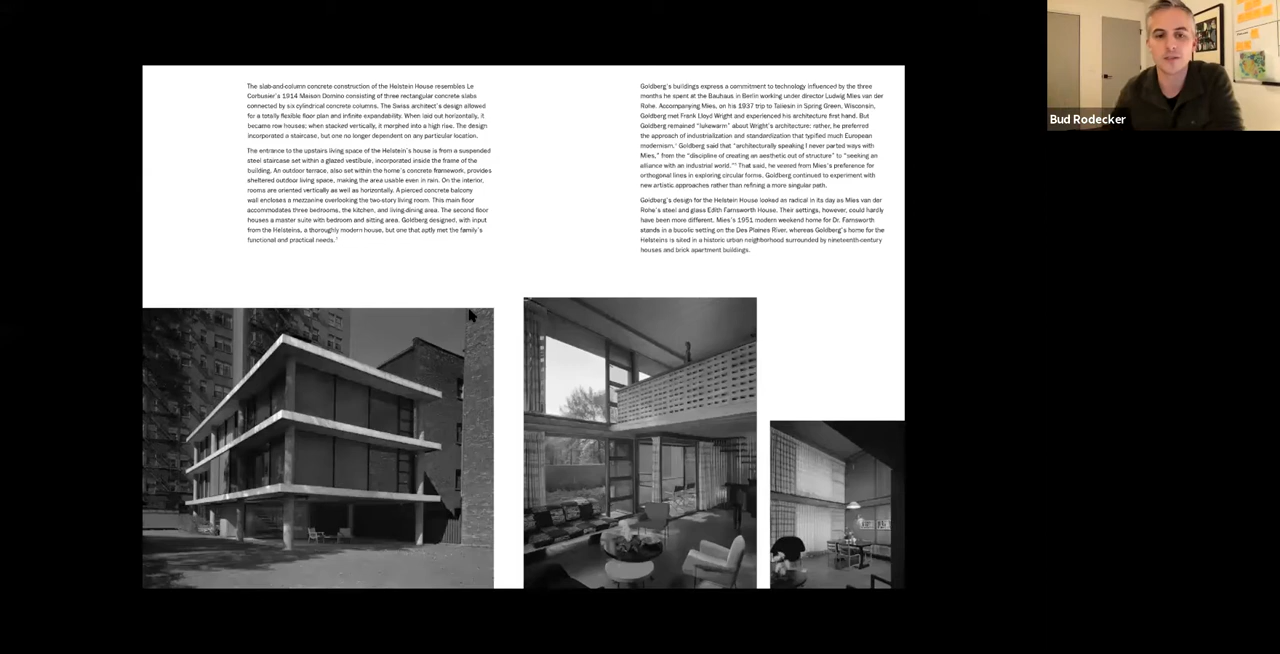 The slab-and-column concrete construction of the Helstein House resembles Le
Corbusier's 1914 Maison Domino consisting of three rectangular concrete slabs
connected by six cylindrical concrete columns. The Swiss architect's design allowed
for a totally flexible floor plan and infinite expandability. When laid out horizontally, it
became row houses; when stacked vertically, it morphed into a high rise. The design
incorporated a staircase, but one no longer dependent on any particular location.
The entrance to the upstairs living space of the Helstein's house is from a suspended
steel staircase set within a glazed vestibule, incorporated inside the frame of the
building. An outdoor terrace, also set within the home's concrete framework, provides
sheltered outdoor living space, making the area usable even in rain. On the interior,
rooms are oriented vertically as well as horizontally. A pierced concrete balcony
wall encloses a mezzanine overlooking the two-story living room. This main floor
accommodates three bedrooms, the kitchen, and living-dining area. The second floor
houses a master suite with bedroom and sitting area. Goldberg designed, with input
from the Helsteins, a thoroughly modern house, but one that aptly met the family's
functional and practical needs.
Goldberg's buildings express a commitment to technology influenced by the three
months he spent at the Bauhaus in Berlin working under director Ludwig Mies van der
Rohe. Accompanying Mies, on his 1937 trip to Taliesin in Spring Green, Wisconsin,
Goldberg met Frank Lloyd Wright and experienced his architecture first hand. But
Goldberg remained "lukewarm" about Wright's architecture: rather, he preferred
the approach of industrialization and standardization that typified much European
modernism. Goldberg said that "architecturally speaking I never parted ways with
Mies," from the "discipline of creating an aesthetic out of structure" to "seeking an
alliance with an industrial world." That said, he veered from Mies's preference for
orthogonal lines in exploring circular forms. Goldberg continued to experiment with
new artistic approaches rather than refining a more singular path.
Goldberg's design for the Helstein House looked as radical in its day as Mies van der
Rohe's steel and glass Edith Farnsworth House. Their settings, however, could hardly
have been more different. Mies's 1951 modern weekend home for Dr. Farnsworth
stands in a bucolic setting on the Des Plaines River, whereas Goldberg's home for the
Helsteins is sited in a historic urban neighborhood surrounded by nineteenth-century
houses and brick apartment buildings.
Bud Rodecker